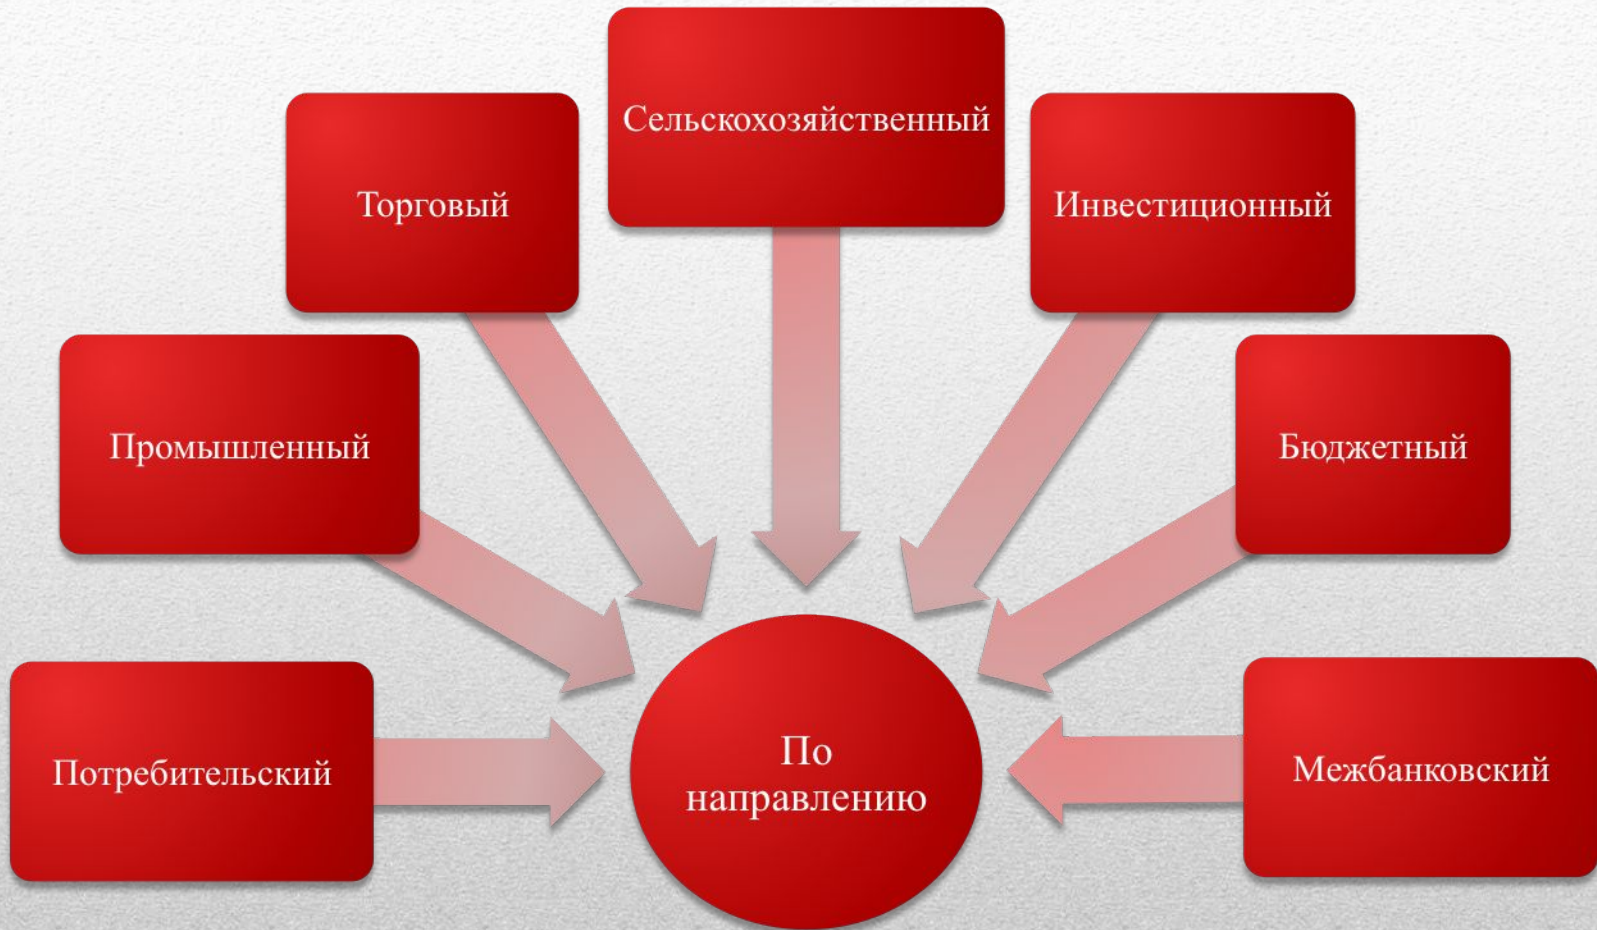 Сельскохозяйственный
Торговый
Инвестиционный
Промышленный
Бюджетный
Потребительский
По
направлению
Межбанковский